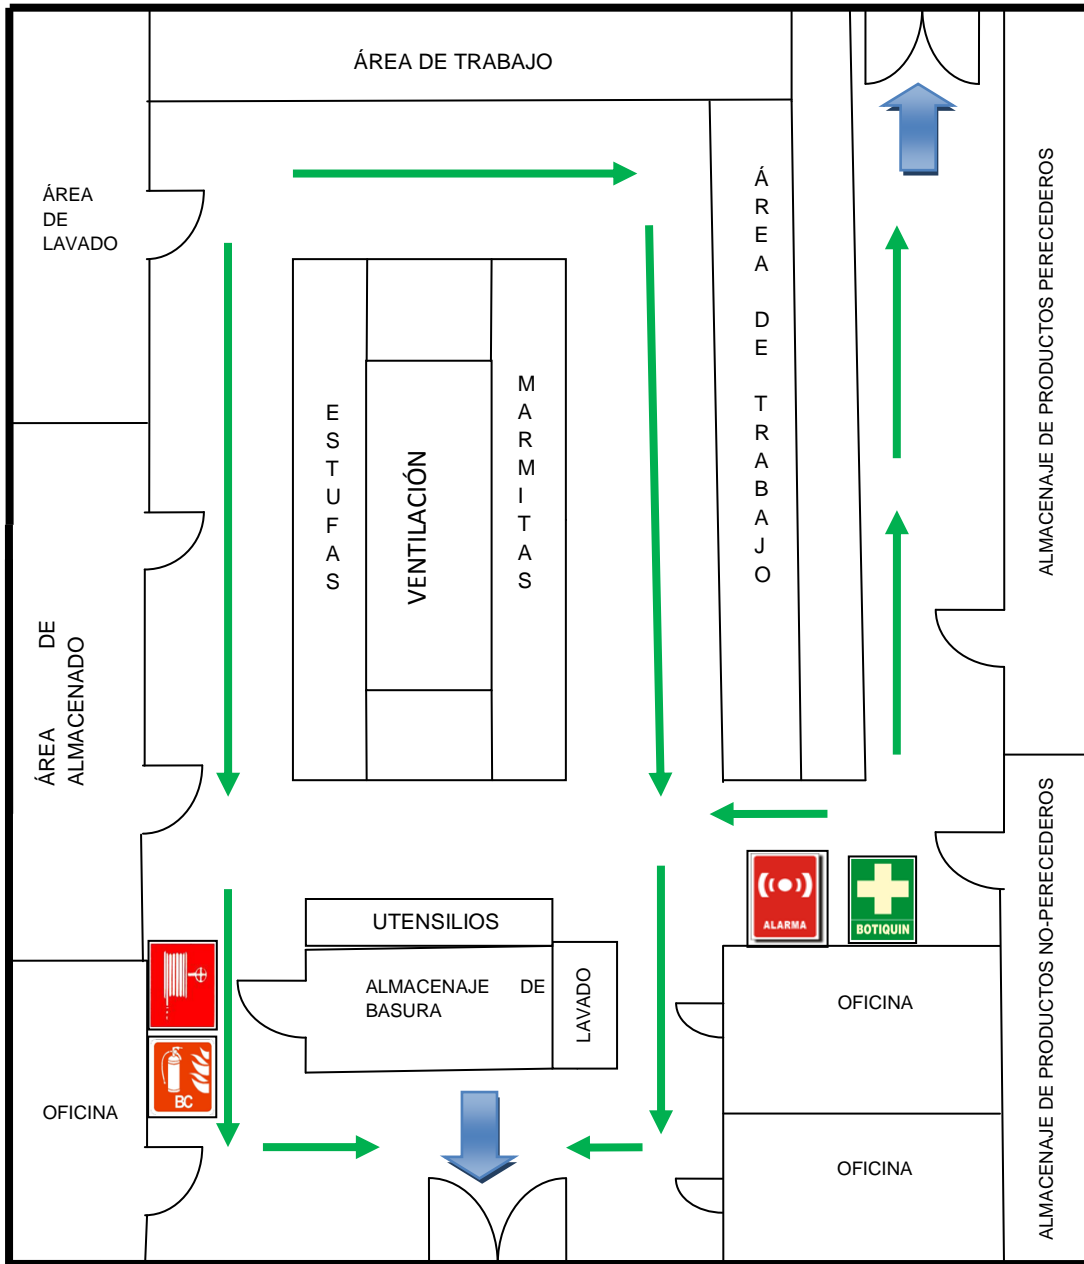 ÁREA DE TRABAJO
ÁREA
DE
LAVADO
ÁREA DE TRABAJO
ALMACENAJE DE PRODUCTOS PERECEDEROS
ESTUFAS
VENTILACIÓN
MARMITAS
ÁREA DE
ALMACENADO
ALMACENAJE DE PRODUCTOS NO-PERECEDEROS
ALARMA
BOTIQUIN
UTENSILIOS
ALMACENAJE DE
BASURA
LAVADO
OFICINA
BC
OFICINA
OFICINA